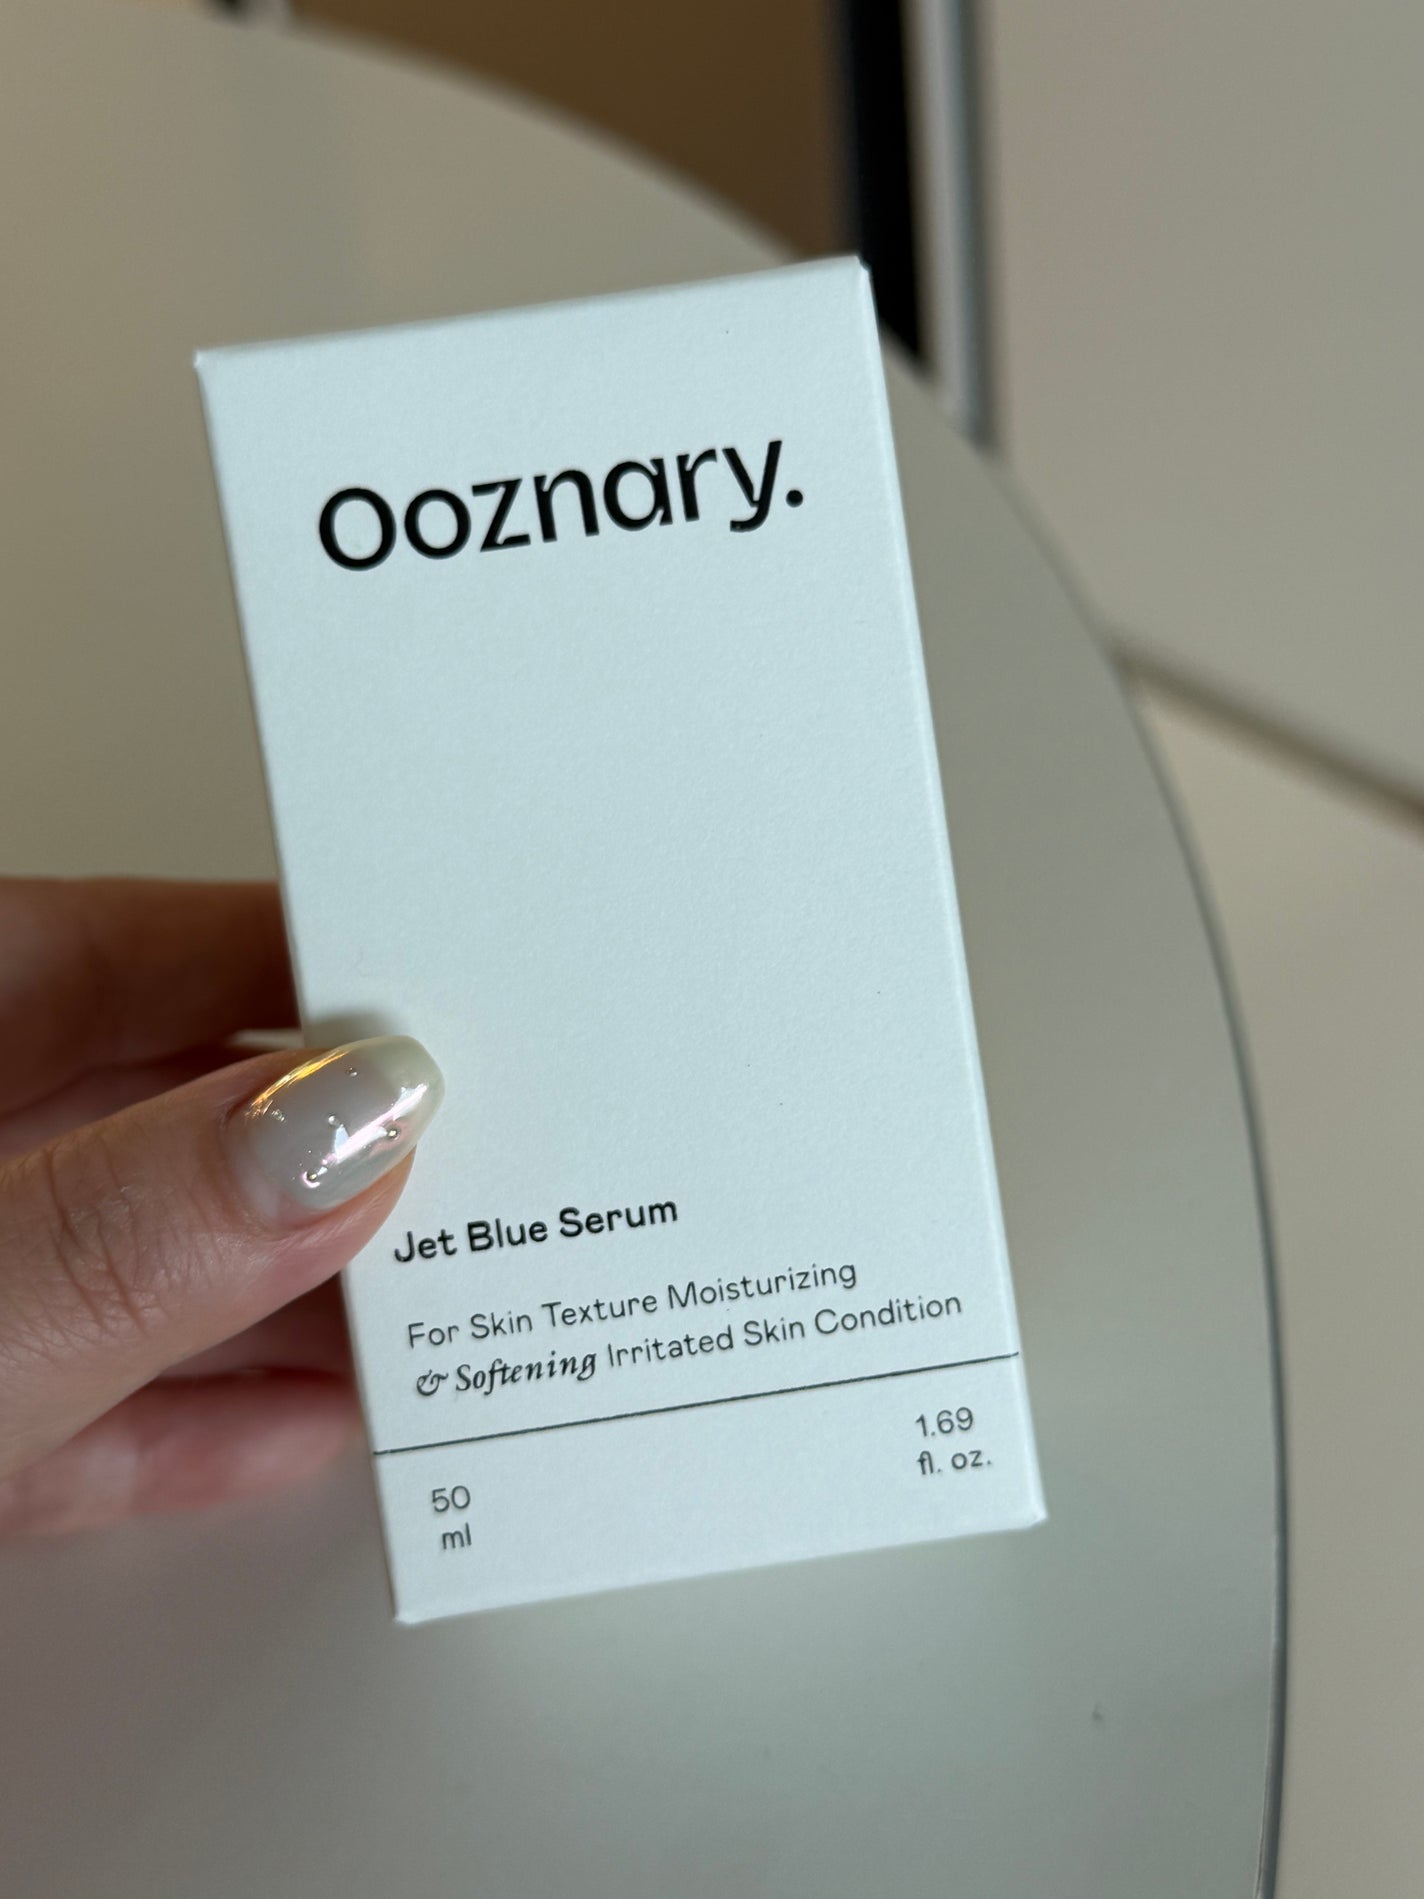 Ooznary.
Jet Blue Serum
For Skin Texture Moisturizing
& Softening Irritated Skin Condition
50
ml
1.69
fl. oz.